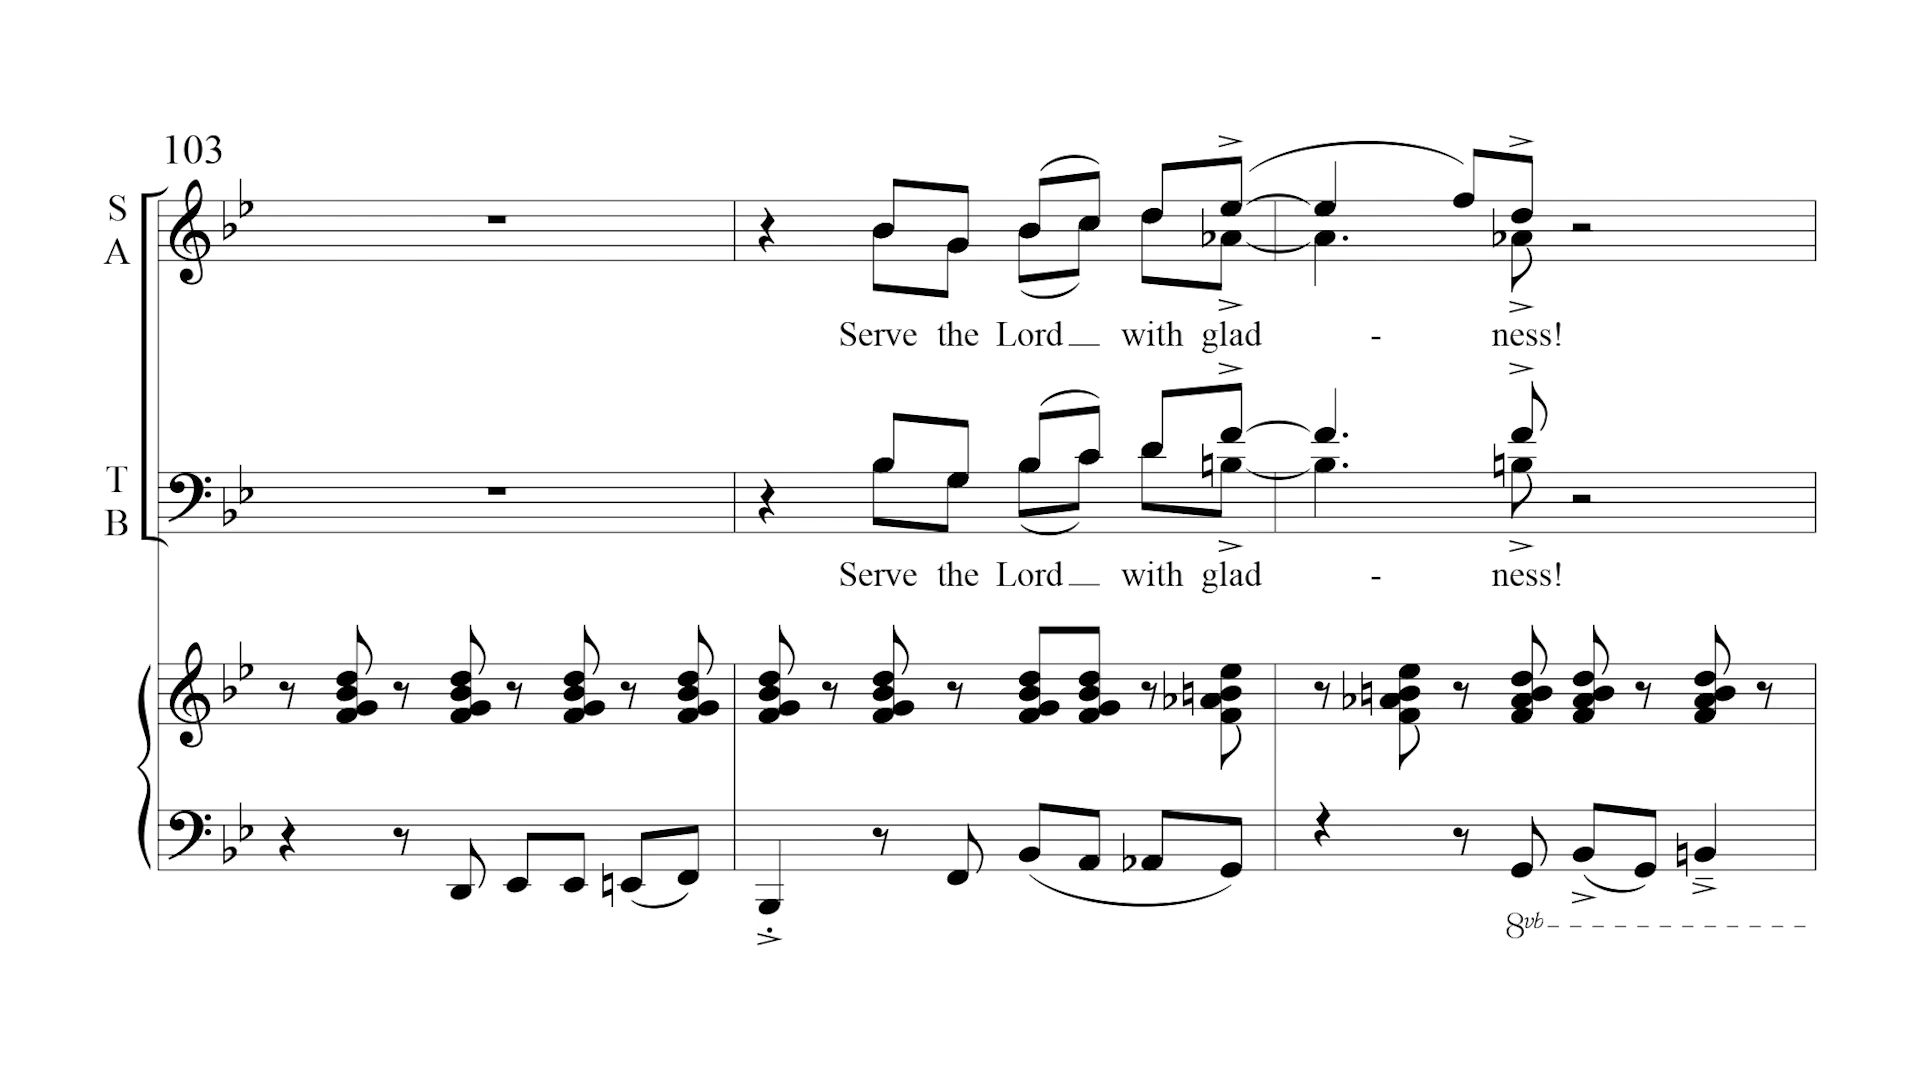 103
S
A
Serve the Lord with glad - ness!
T
B
Serve the Lord with glad - ness!
8vb